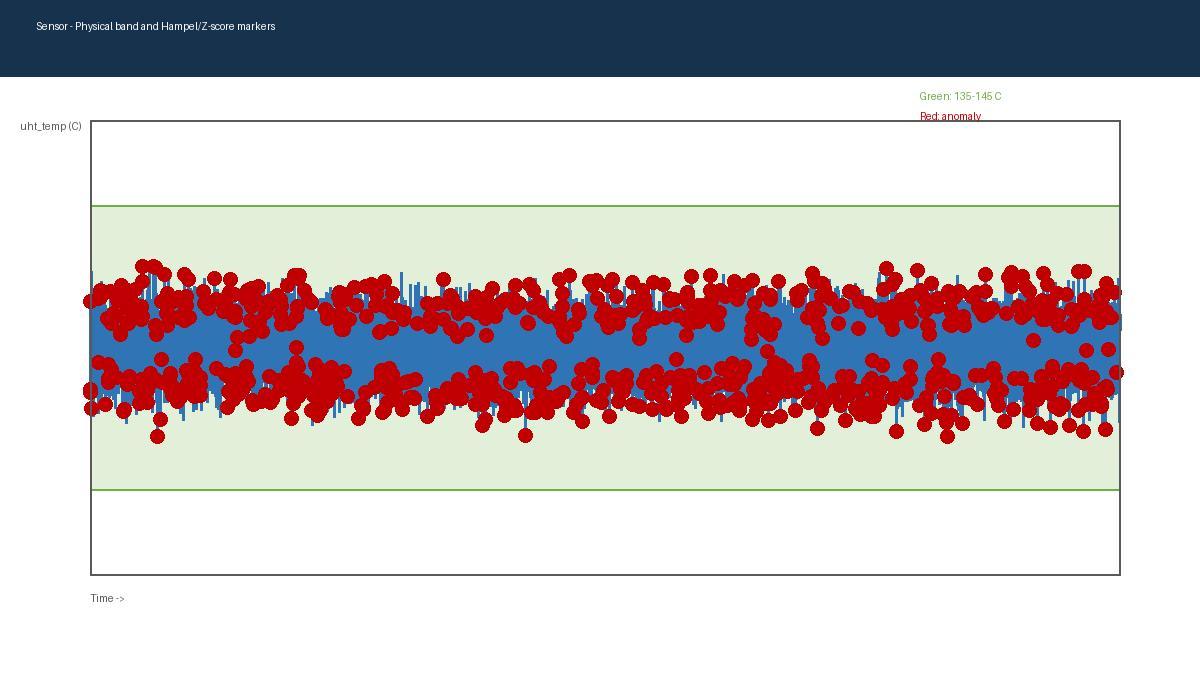 Sensor - Physical band and Hampel/Z-score markers
Green: 135-145 C
Red: anomaly
uht_temp (C)
Time ->